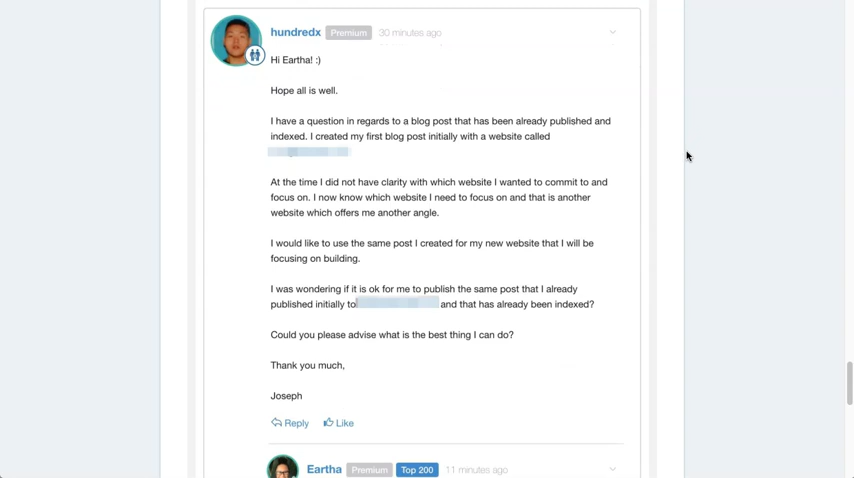 hundredx Premium 30 minutes ago
Hi Eartha! :)
Hope all is well.
I have a question in regards to a blog post that has been already published and
indexed. I created my first blog post initially with a website called
At the time I did not have clarity with which website I wanted to commit to and
focus on. I now know which website I need to focus on and that is another
website which offers me another angle.
I would like to use the same post I created for my new website that I will be
focusing on building.
I was wondering if it is ok for me to publish the same post that I already
published initially to and that has already been indexed?
Could you please advise what is the best thing I can do?
Thank you much,
Joseph
Reply Like
Eartha Premium Top 200 11 minutes ago